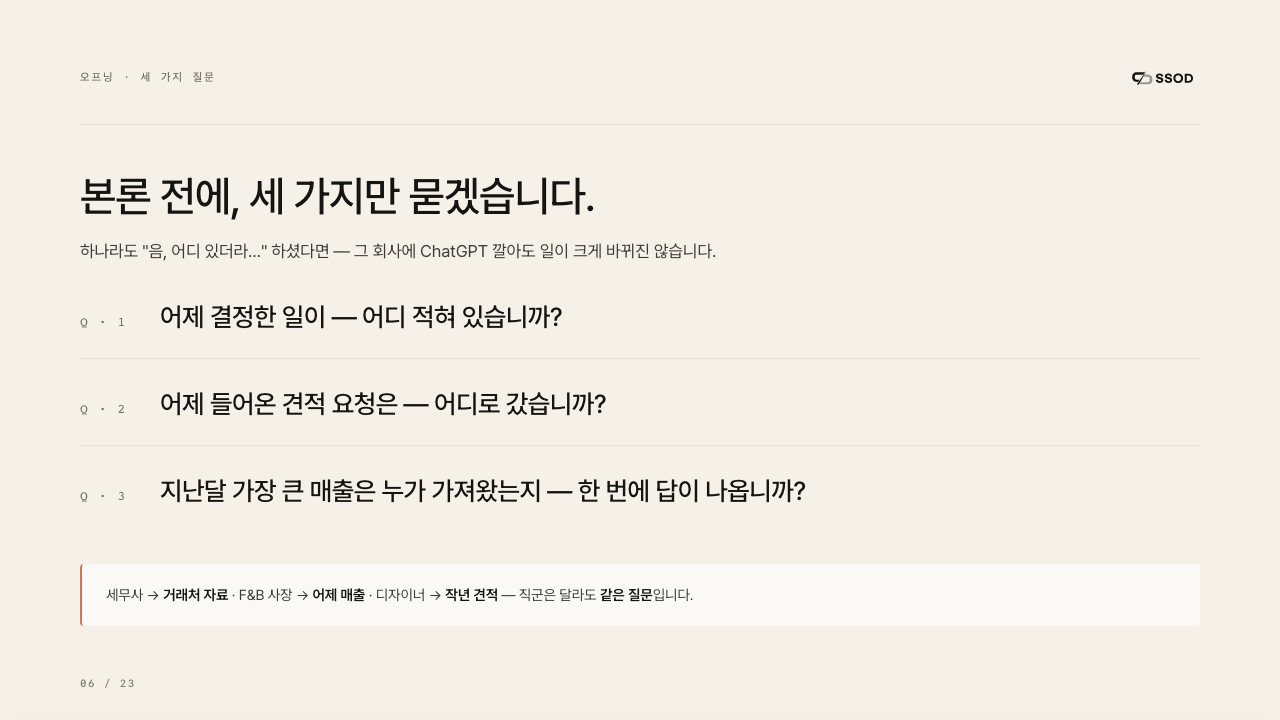 오프닝 · 세 가지 질문
SSOD
본론 전에, 세 가지만 묻겠습니다.
하나라도 "음, 어디 있더라…" 하셨다면 — 그 회사에 ChatGPT 깔아도 일이 크게 바뀌진 않습니다.
Q · 1 어제 결정한 일이 — 어디 적혀 있습니까?
Q · 2 어제 들어온 견적 요청은 — 어디로 갔습니까?
Q · 3 지난달 가장 큰 매출은 누가 가져왔는지 — 한 번에 답이 나옵니까?
세무사 → 거래처 자료 · F&B 사장 → 어제 매출 · 디자이너 → 작년 견적 — 직군은 달라도 같은 질문입니다.
06 / 23